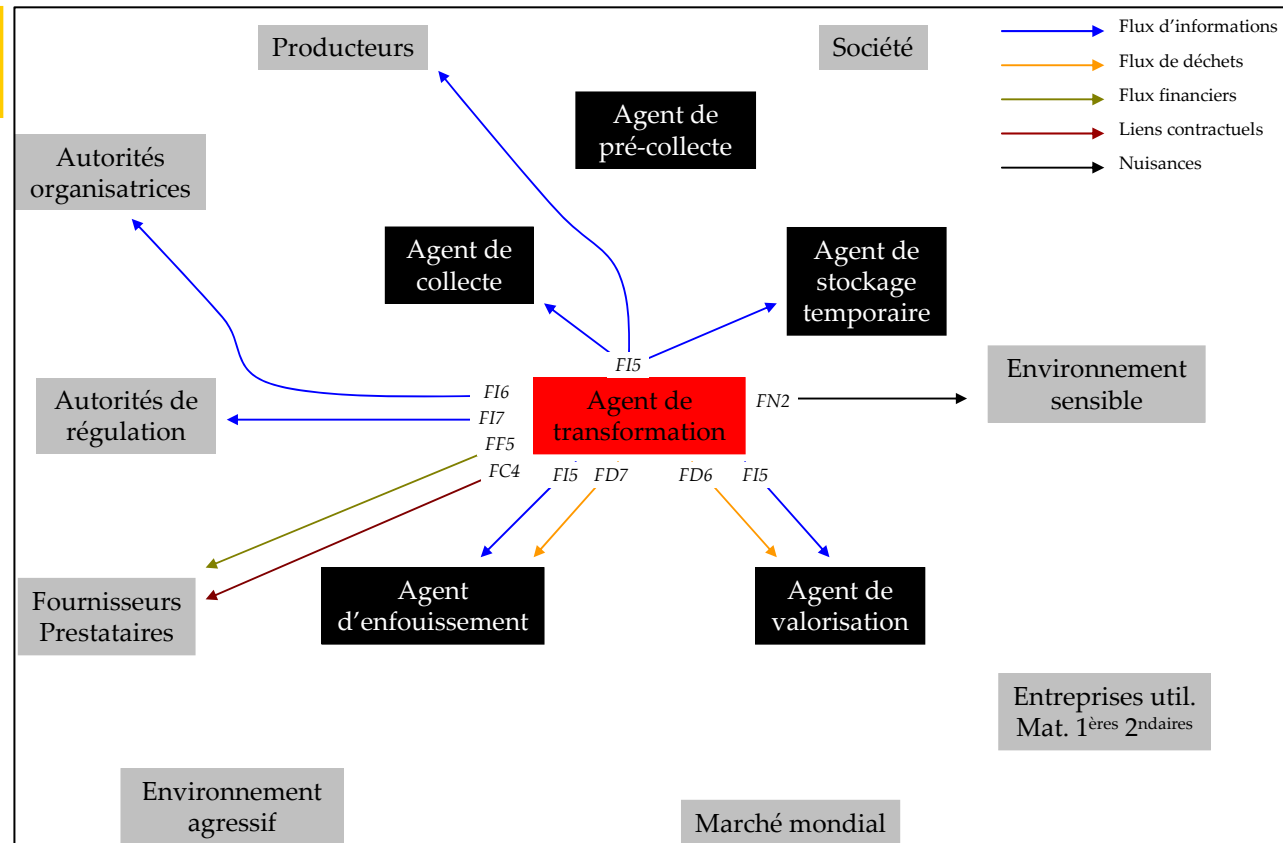 Producteurs
Société
Flux d'informations
Flux de déchets
Flux financiers
Liens contractuels
Nuisances
Agent de
pré-collecte
Autorités
organisatrices
Agent de
collecte
Agent de
stockage
temporaire
FI5
Environnement
sensible
Autorités de
régulation
FI6
FI7
FF5
FC4
Agent de
transformation
FN2
FI5
FD7
FD6
FI5
Fournisseurs
Prestataires
Agent
d'enfouissement
Agent de
valorisation
Entreprises util.
Mat. 1ères 2ndaires
Environnement
agressif
Marché mondial